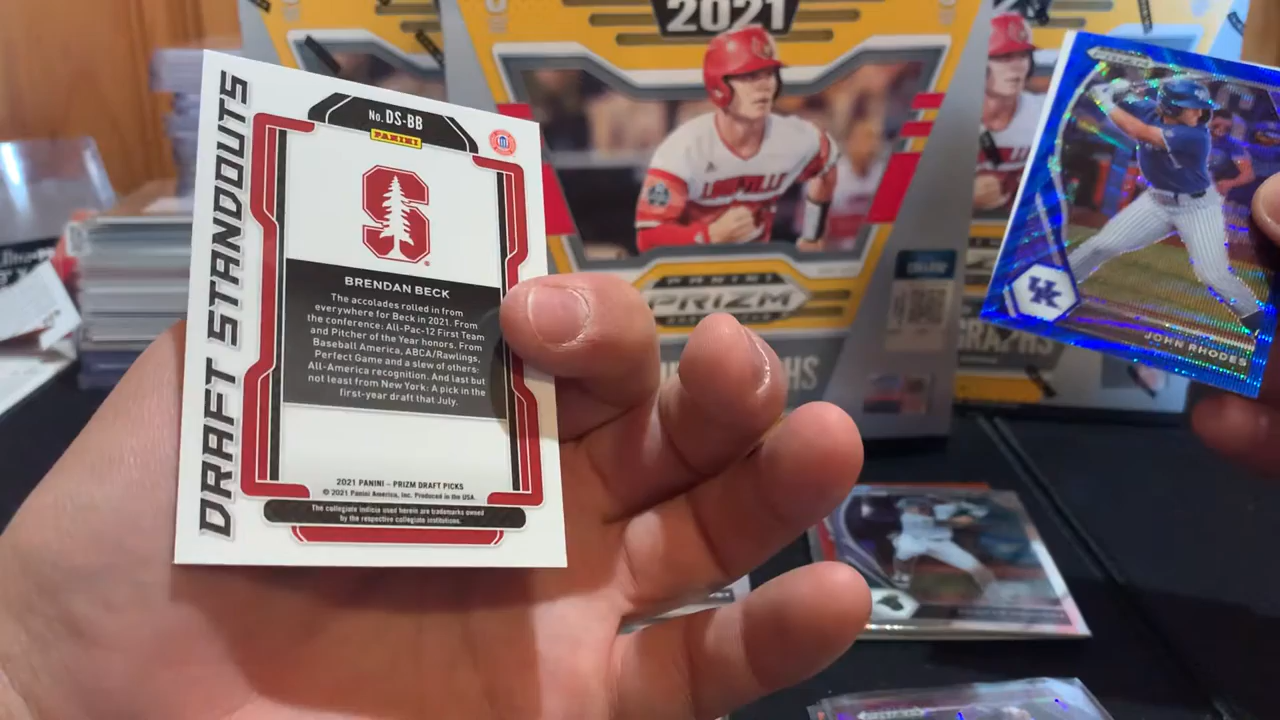 2021
LOUISVILLE
PANINI
PRIZM
DRAFT STANDOUTS
No. DS-BB
PANINI
S
BRENDAN BECK
The accolades rolled in from
everywhere for Beck in 2021. From
the conference: All-Pac-12 First Team
and Pitcher of the Year honors. From
Baseball America, ABCA/Rawlings,
Perfect Game and a slew of others:
All-America recognition. And last but
not least from New York: A pick in the
first-year draft that July.
2021 PANINI – PRIZM DRAFT PICKS
© 2021 Panini America, Inc. Produced in the USA.
The collegiate indicia used herein are trademarks owned
by the respective collegiate institutions.
PRIZM
UK
JOHN RHODES